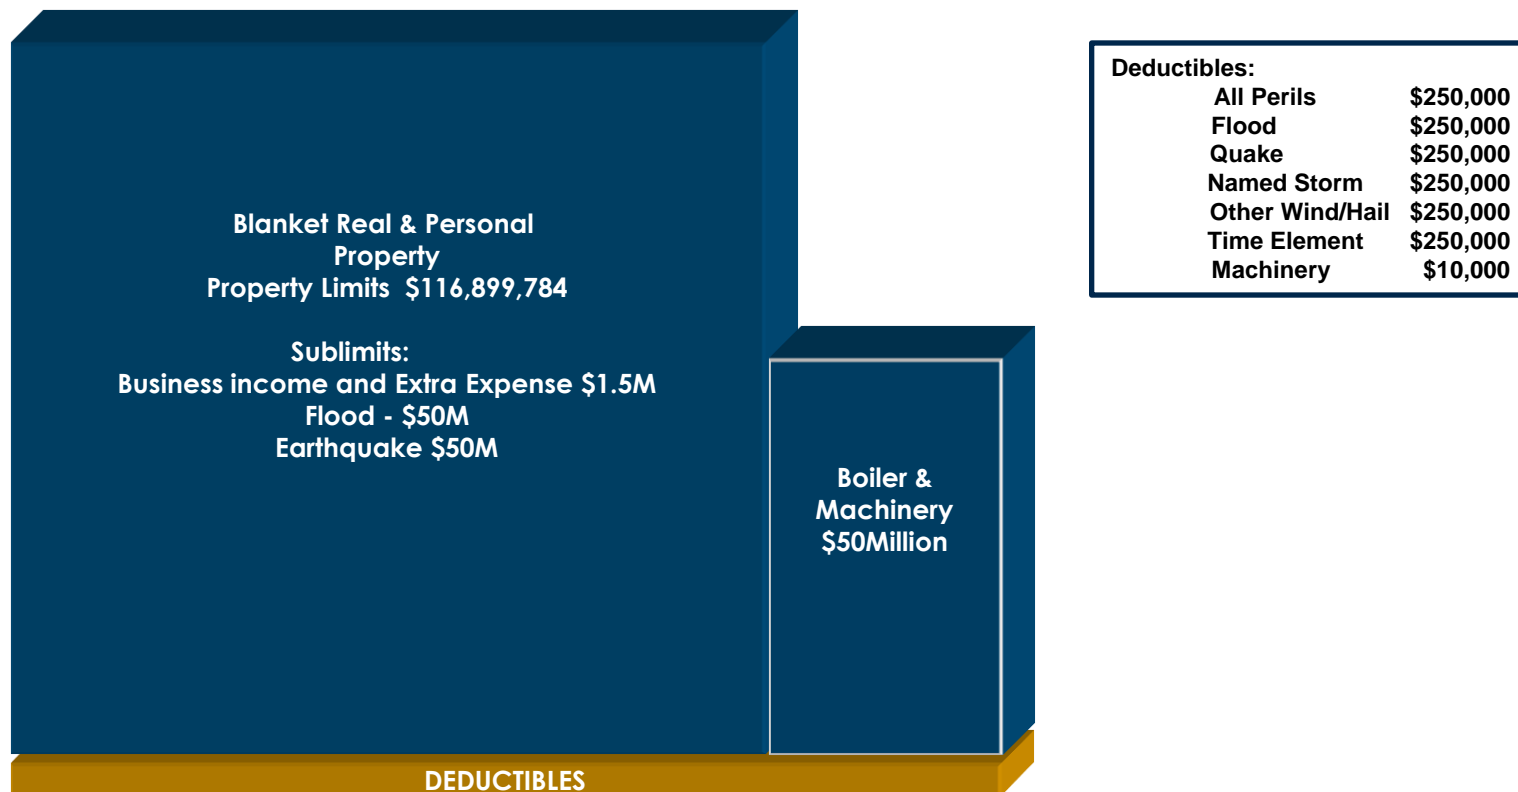 Blanket Real & Personal
Property
Property Limits $116,899,784
Sublimits:
Business income and Extra Expense $1.5M
Flood - $50M
Earthquake $50M
Boiler &
Machinery
$50Million
DEDUCTIBLES
Deductibles:
All Perils $250,000
Flood $250,000
Quake $250,000
Named Storm $250,000
Other Wind/Hail $250,000
Time Element $250,000
Machinery $10,000